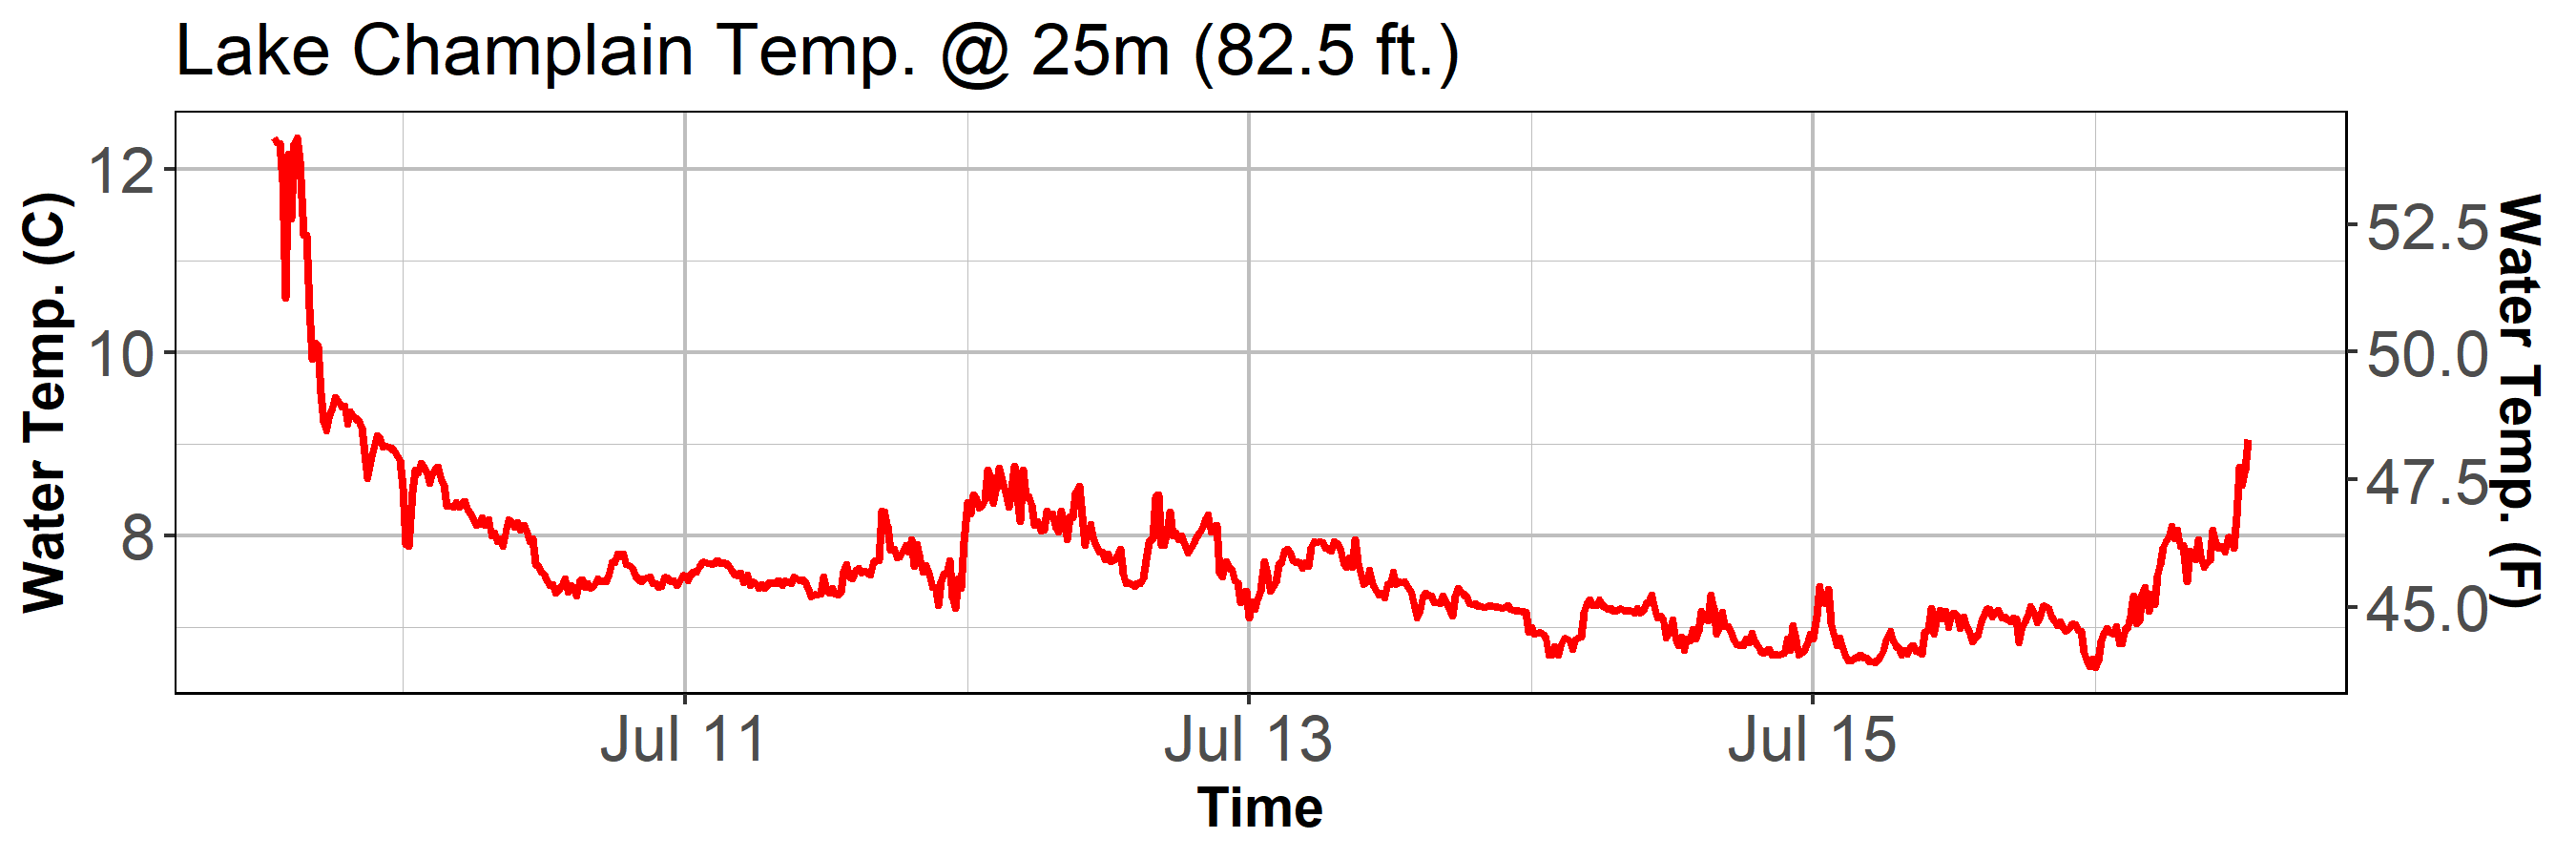 Lake Champlain Temp. @ 25m (82.5 ft.)
Water Temp. (C)
12
10
8
52.5
50.0
47.5
45.0
Water Temp. (F)
Jul 11
Jul 13
Jul 15
Time